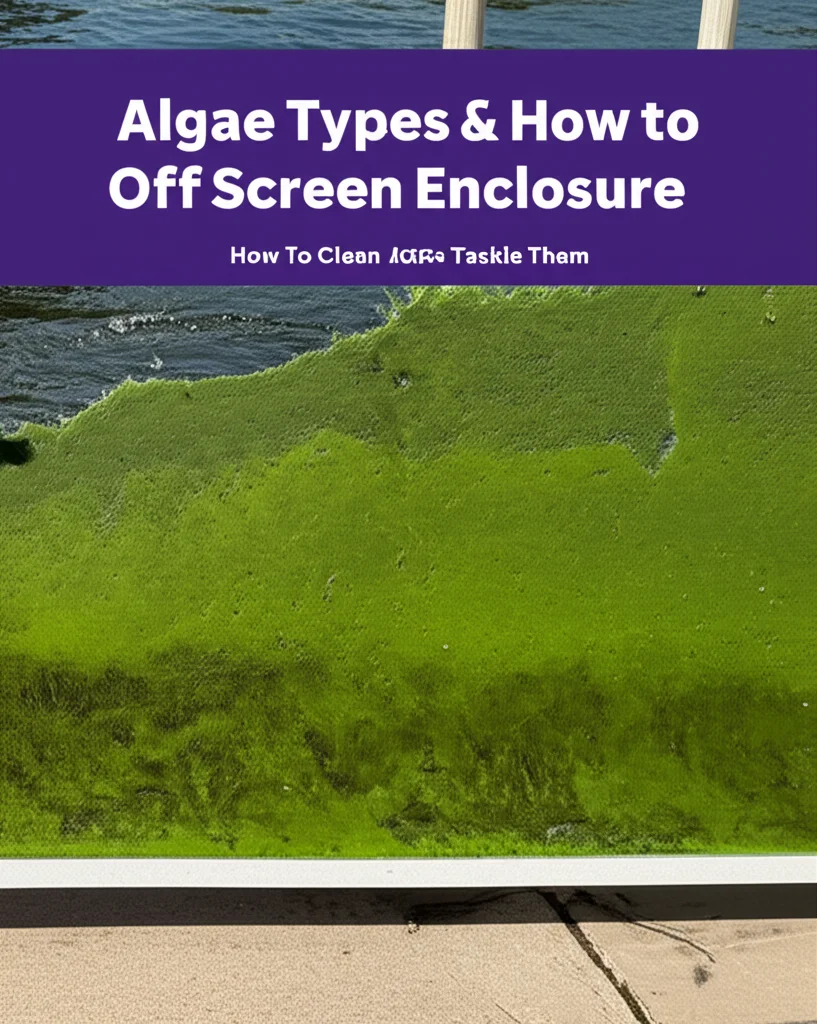 Algae Types & How to
Off Screen Enclosure
How To Clean Taskle Them